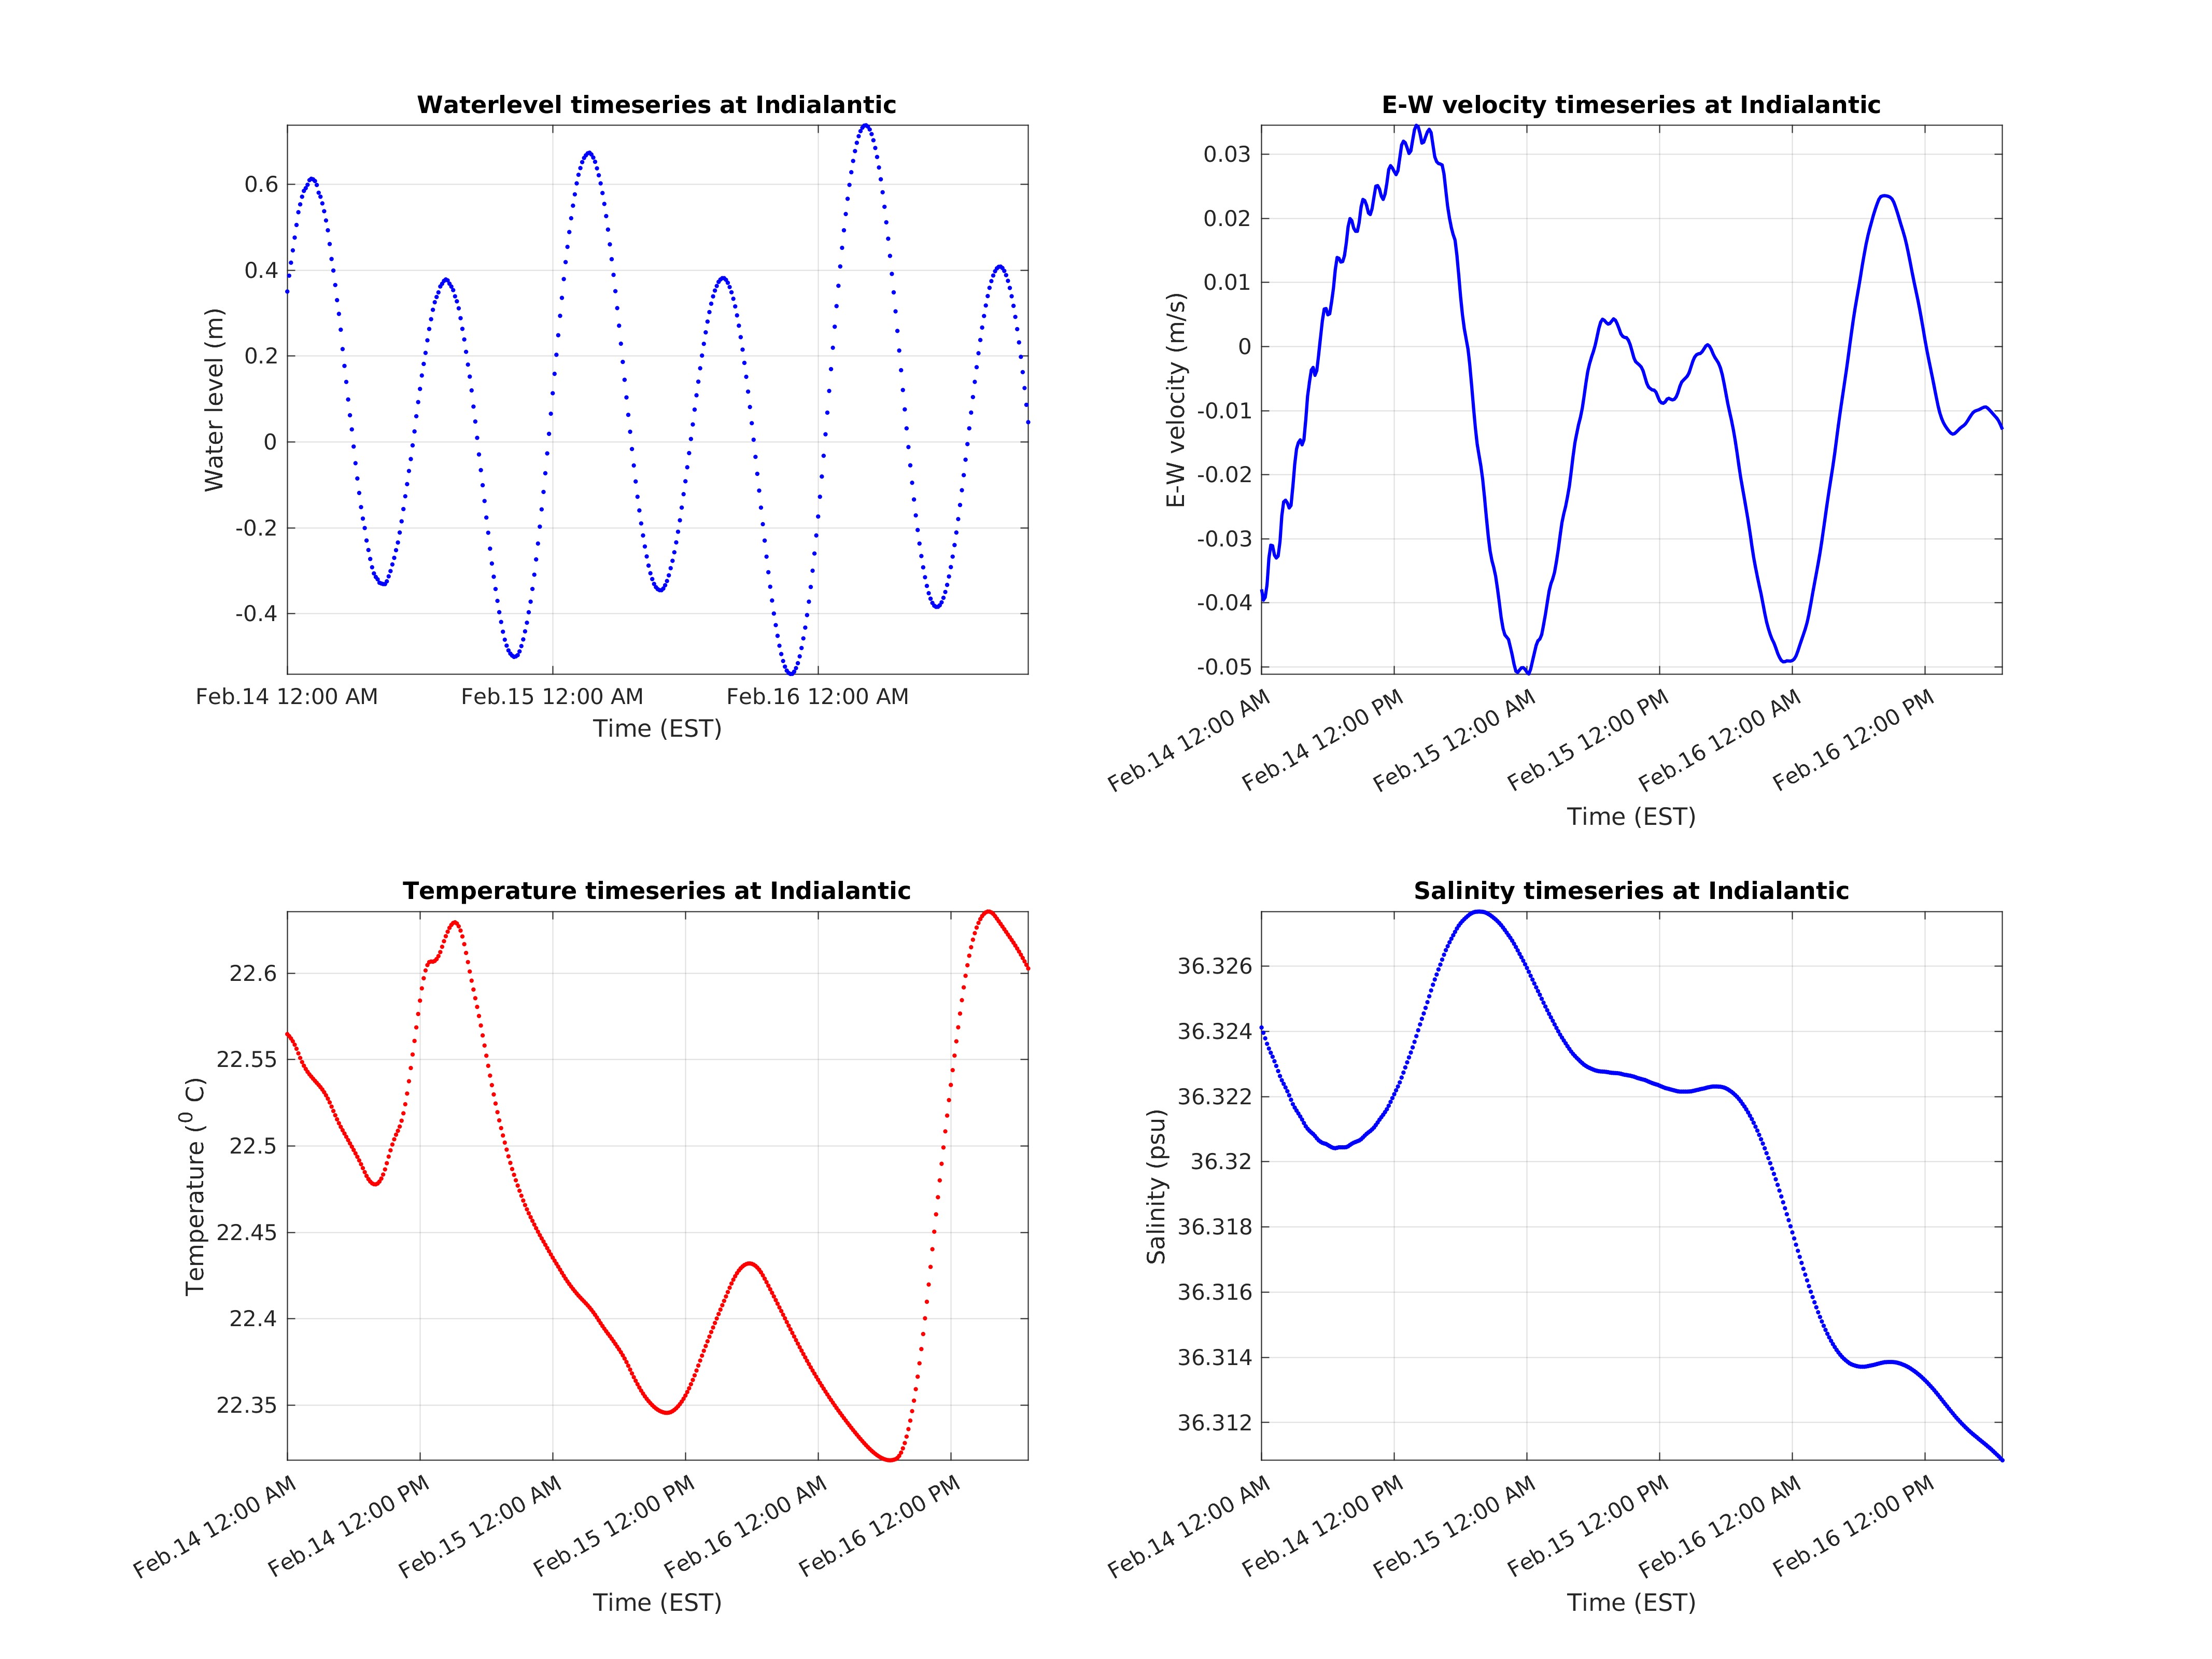 Waterlevel timeseries at Indialantic
0.6
0.4
0.2
0
-0.2
-0.4
Water level (m)
Feb.14 12:00 AM
Feb.15 12:00 AM
Feb.16 12:00 AM
Time (EST)
E-W velocity timeseries at Indialantic
0.03
0.02
0.01
0
-0.01
-0.02
-0.03
-0.04
-0.05
E-W velocity (m/s)
Feb.14 12:00 AM
Feb.14 12:00 PM
Feb.15 12:00 AM
Feb.15 12:00 PM
Feb.16 12:00 AM
Feb.16 12:00 PM
Time (EST)
Temperature timeseries at Indialantic
22.6
22.55
22.5
22.45
22.4
22.35
Temperature (⁰ C)
Feb.14 12:00 AM
Feb.14 12:00 PM
Feb.15 12:00 AM
Feb.15 12:00 PM
Feb.16 12:00 AM
Feb.16 12:00 PM
Time (EST)
Salinity timeseries at Indialantic
36.326
36.324
36.322
36.32
36.318
36.316
36.314
36.312
Salinity (psu)
Feb.14 12:00 AM
Feb.14 12:00 PM
Feb.15 12:00 AM
Feb.15 12:00 PM
Feb.16 12:00 AM
Feb.16 12:00 PM
Time (EST)